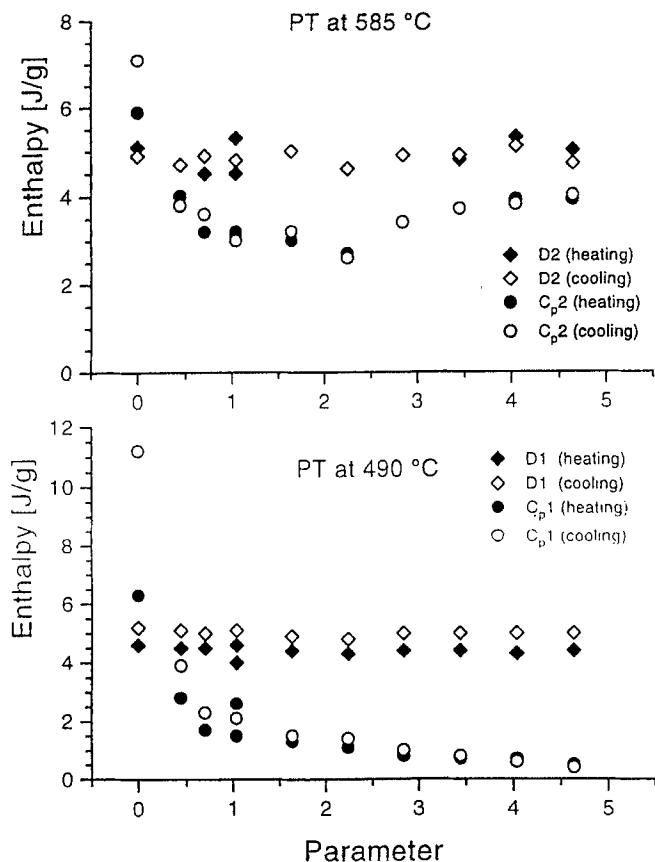 PT at 585 °C
Enthalpy [J/g]
8
6
4
2
0
◆ D2 (heating)
◇ D2 (cooling)
● Cp2 (heating)
○ Cp2 (cooling)
0 1 2 3 4 5
PT at 490 °C
Enthalpy [J/g]
12
10
8
6
4
2
0
◆ D1 (heating)
◇ D1 (cooling)
● Cp1 (heating)
○ Cp1 (cooling)
0 1 2 3 4 5
Parameter